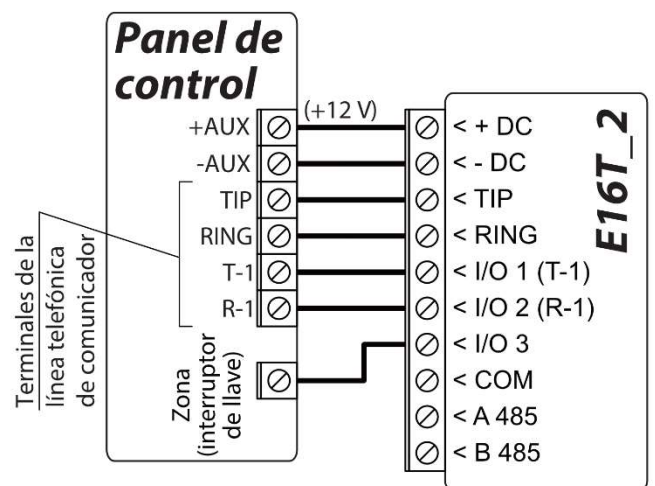 Panel de
control
(+12 V)
+AUX
-AUX
TIP
RING
T-1
R-1
Terminales de la
línea telefónica
de comunicador
Zona
(interruptor
de llave)
E16T_2
< + DC
< - DC
< TIP
< RING
< I/O 1 (T-1)
< I/O 2 (R-1)
< I/O 3
< COM
< A 485
< B 485